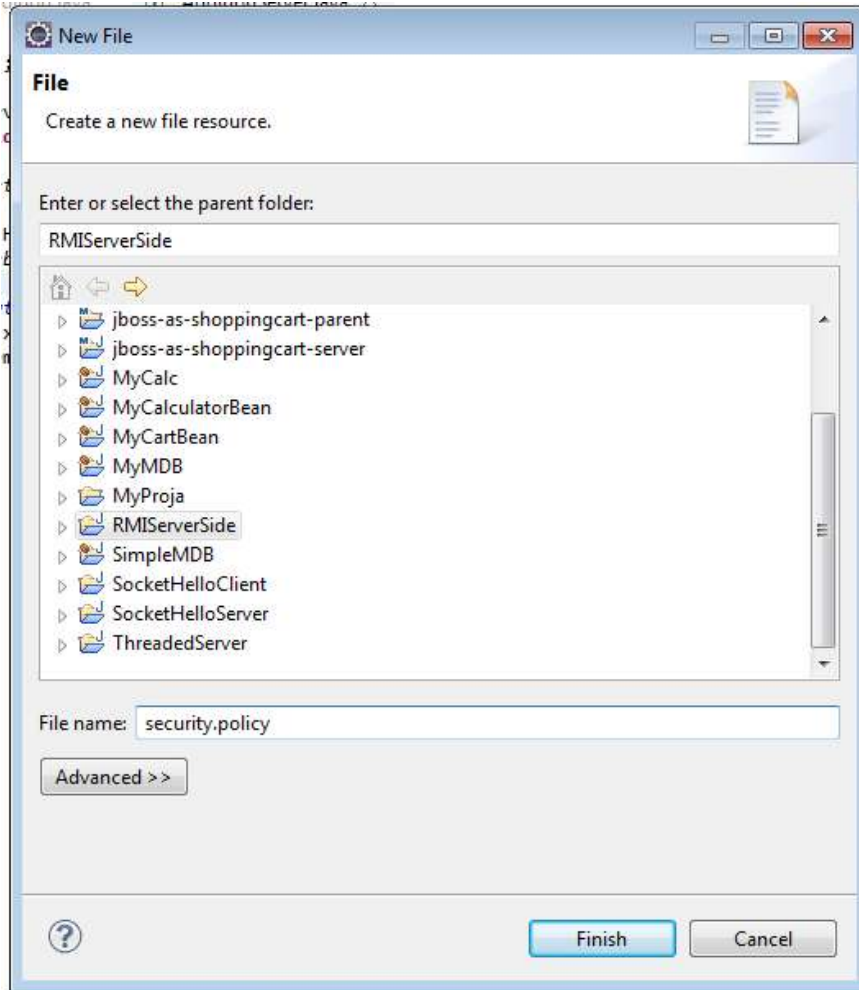 New File
File
Create a new file resource.
Enter or select the parent folder:
RMIServerSide
jboss-as-shoppingcart-parent
jboss-as-shoppingcart-server
MyCalc
MyCalculatorBean
MyCartBean
MyMDB
MyProja
RMIServerSide
SimpleMDB
SocketHelloClient
SocketHelloServer
ThreadedServer
File name: security.policy
Advanced >>
Finish Cancel